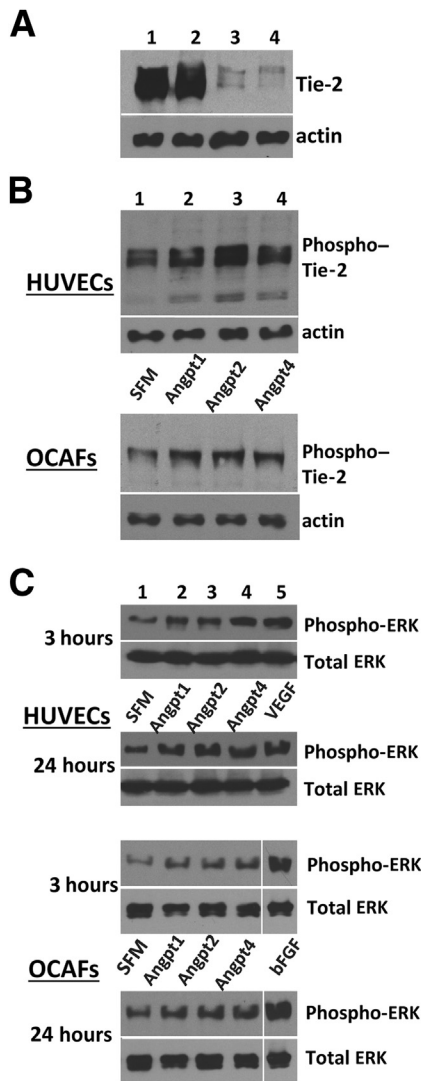 A
1 2 3 4
Tie-2
actin
B
1 2 3 4
HUVECs
Phospho–
Tie-2
actin
SFM Angpt1 Angpt2 Angpt4
OCAFs
Phospho–
Tie-2
actin
C
1 2 3 4 5
3 hours
Phospho-ERK
Total ERK
HUVECs
SFM Angpt1 Angpt2 Angpt4 VEGF
24 hours
Phospho-ERK
Total ERK
3 hours
Phospho-ERK
Total ERK
OCAFs
SFM Angpt1 Angpt2 Angpt4 bFGF
24 hours
Phospho-ERK
Total ERK